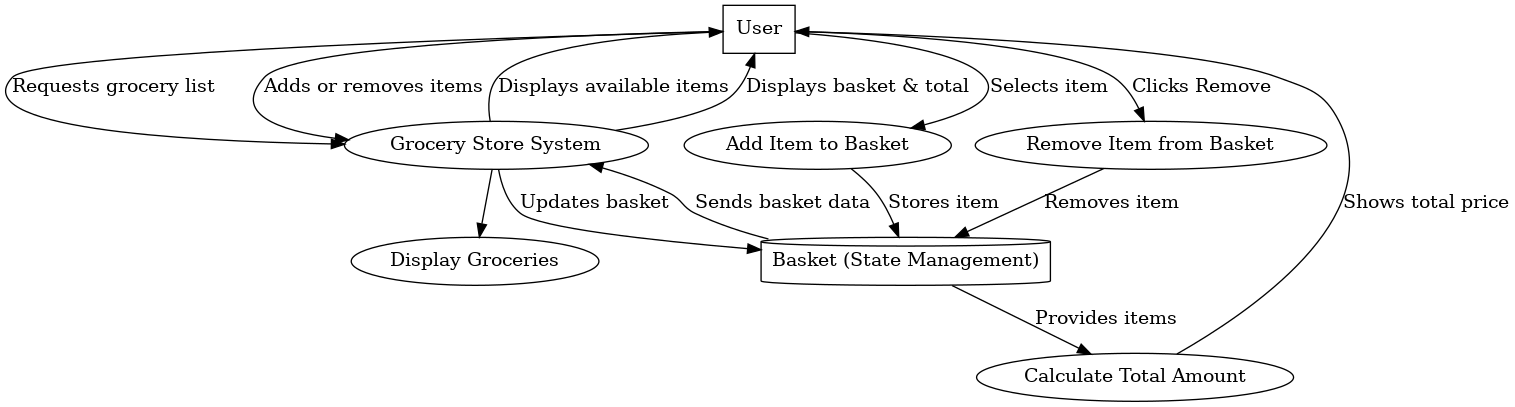 User
Requests grocery list
Adds or removes items
Displays available items
Displays basket & total
Selects item
Clicks Remove
Grocery Store System
Add Item to Basket
Remove Item from Basket
Updates basket
Sends basket data
Stores item
Removes item
Shows total price
Display Groceries
Basket (State Management)
Provides items
Calculate Total Amount